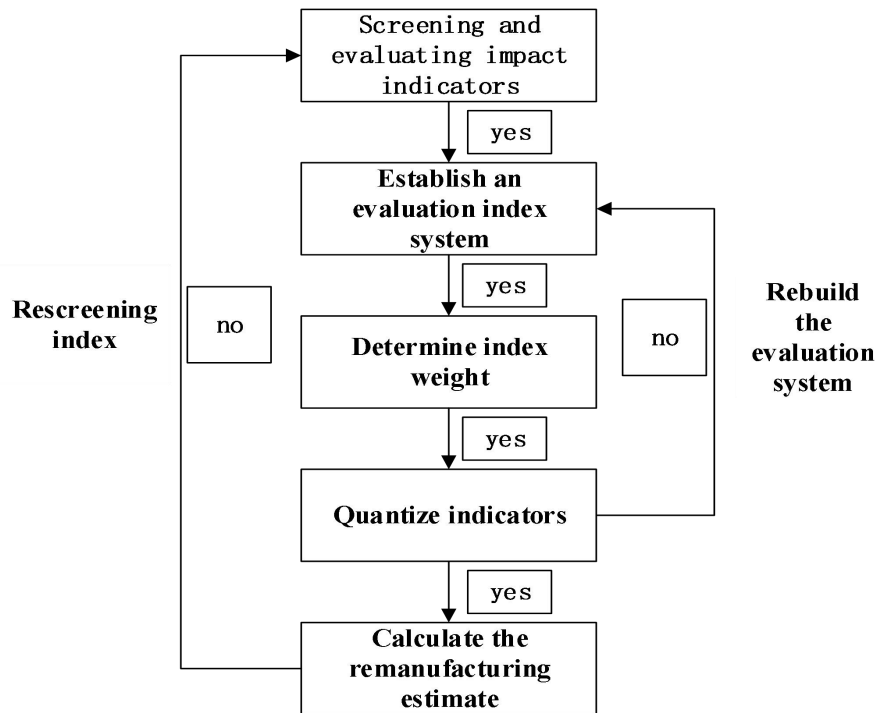 Screening and
evaluating impact
indicators
yes
Establish an
evaluation index
system
yes
Rescreening
index
no
Determine index
weight
no
Rebuild
the
evaluation
system
yes
Quantize indicators
yes
Calculate the
remanufacturing
estimate